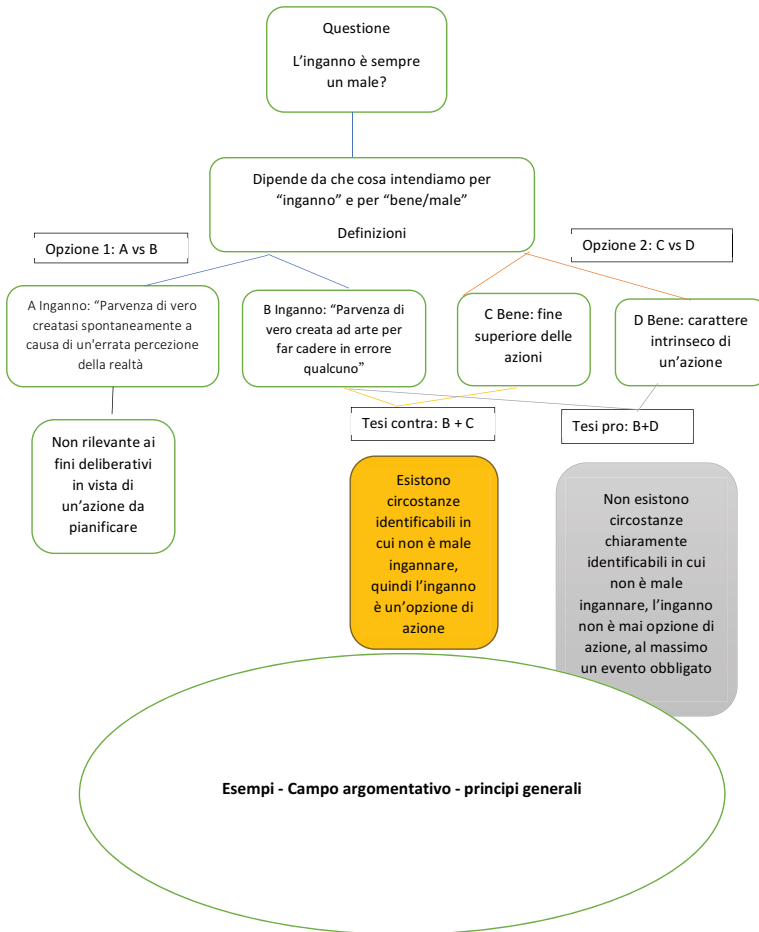 Questione
L'inganno è sempre
un male?
Dipende da che cosa intendiamo per
“inganno” e per “bene/male”
Definizioni
Opzione 1: A vs B
Opzione 2: C vs D
A Inganno: “Parvenza di vero
creatasi spontaneamente a
causa di un'errata percezione
della realtà
B Inganno: “Parvenza di
vero creata ad arte per
far cadere in errore
qualcuno”
C Bene: fine
superiore delle
azioni
D Bene: carattere
intrinseco di
un'azione
Non rilevante ai
fini deliberativi
in vista di
un'azione da
pianificare
Tesi contra: B + C
Tesi pro: B+D
Esistono
circostanze
identificabili in
cui non è male
ingannare,
quindi l'inganno
è un'opzione di
azione
Non esistono
circostanze
chiaramente
identificabili in cui
non è male
ingannare, l'inganno
non è mai opzione di
azione, al massimo
un evento obbligato
Esempi - Campo argomentativo - principi generali